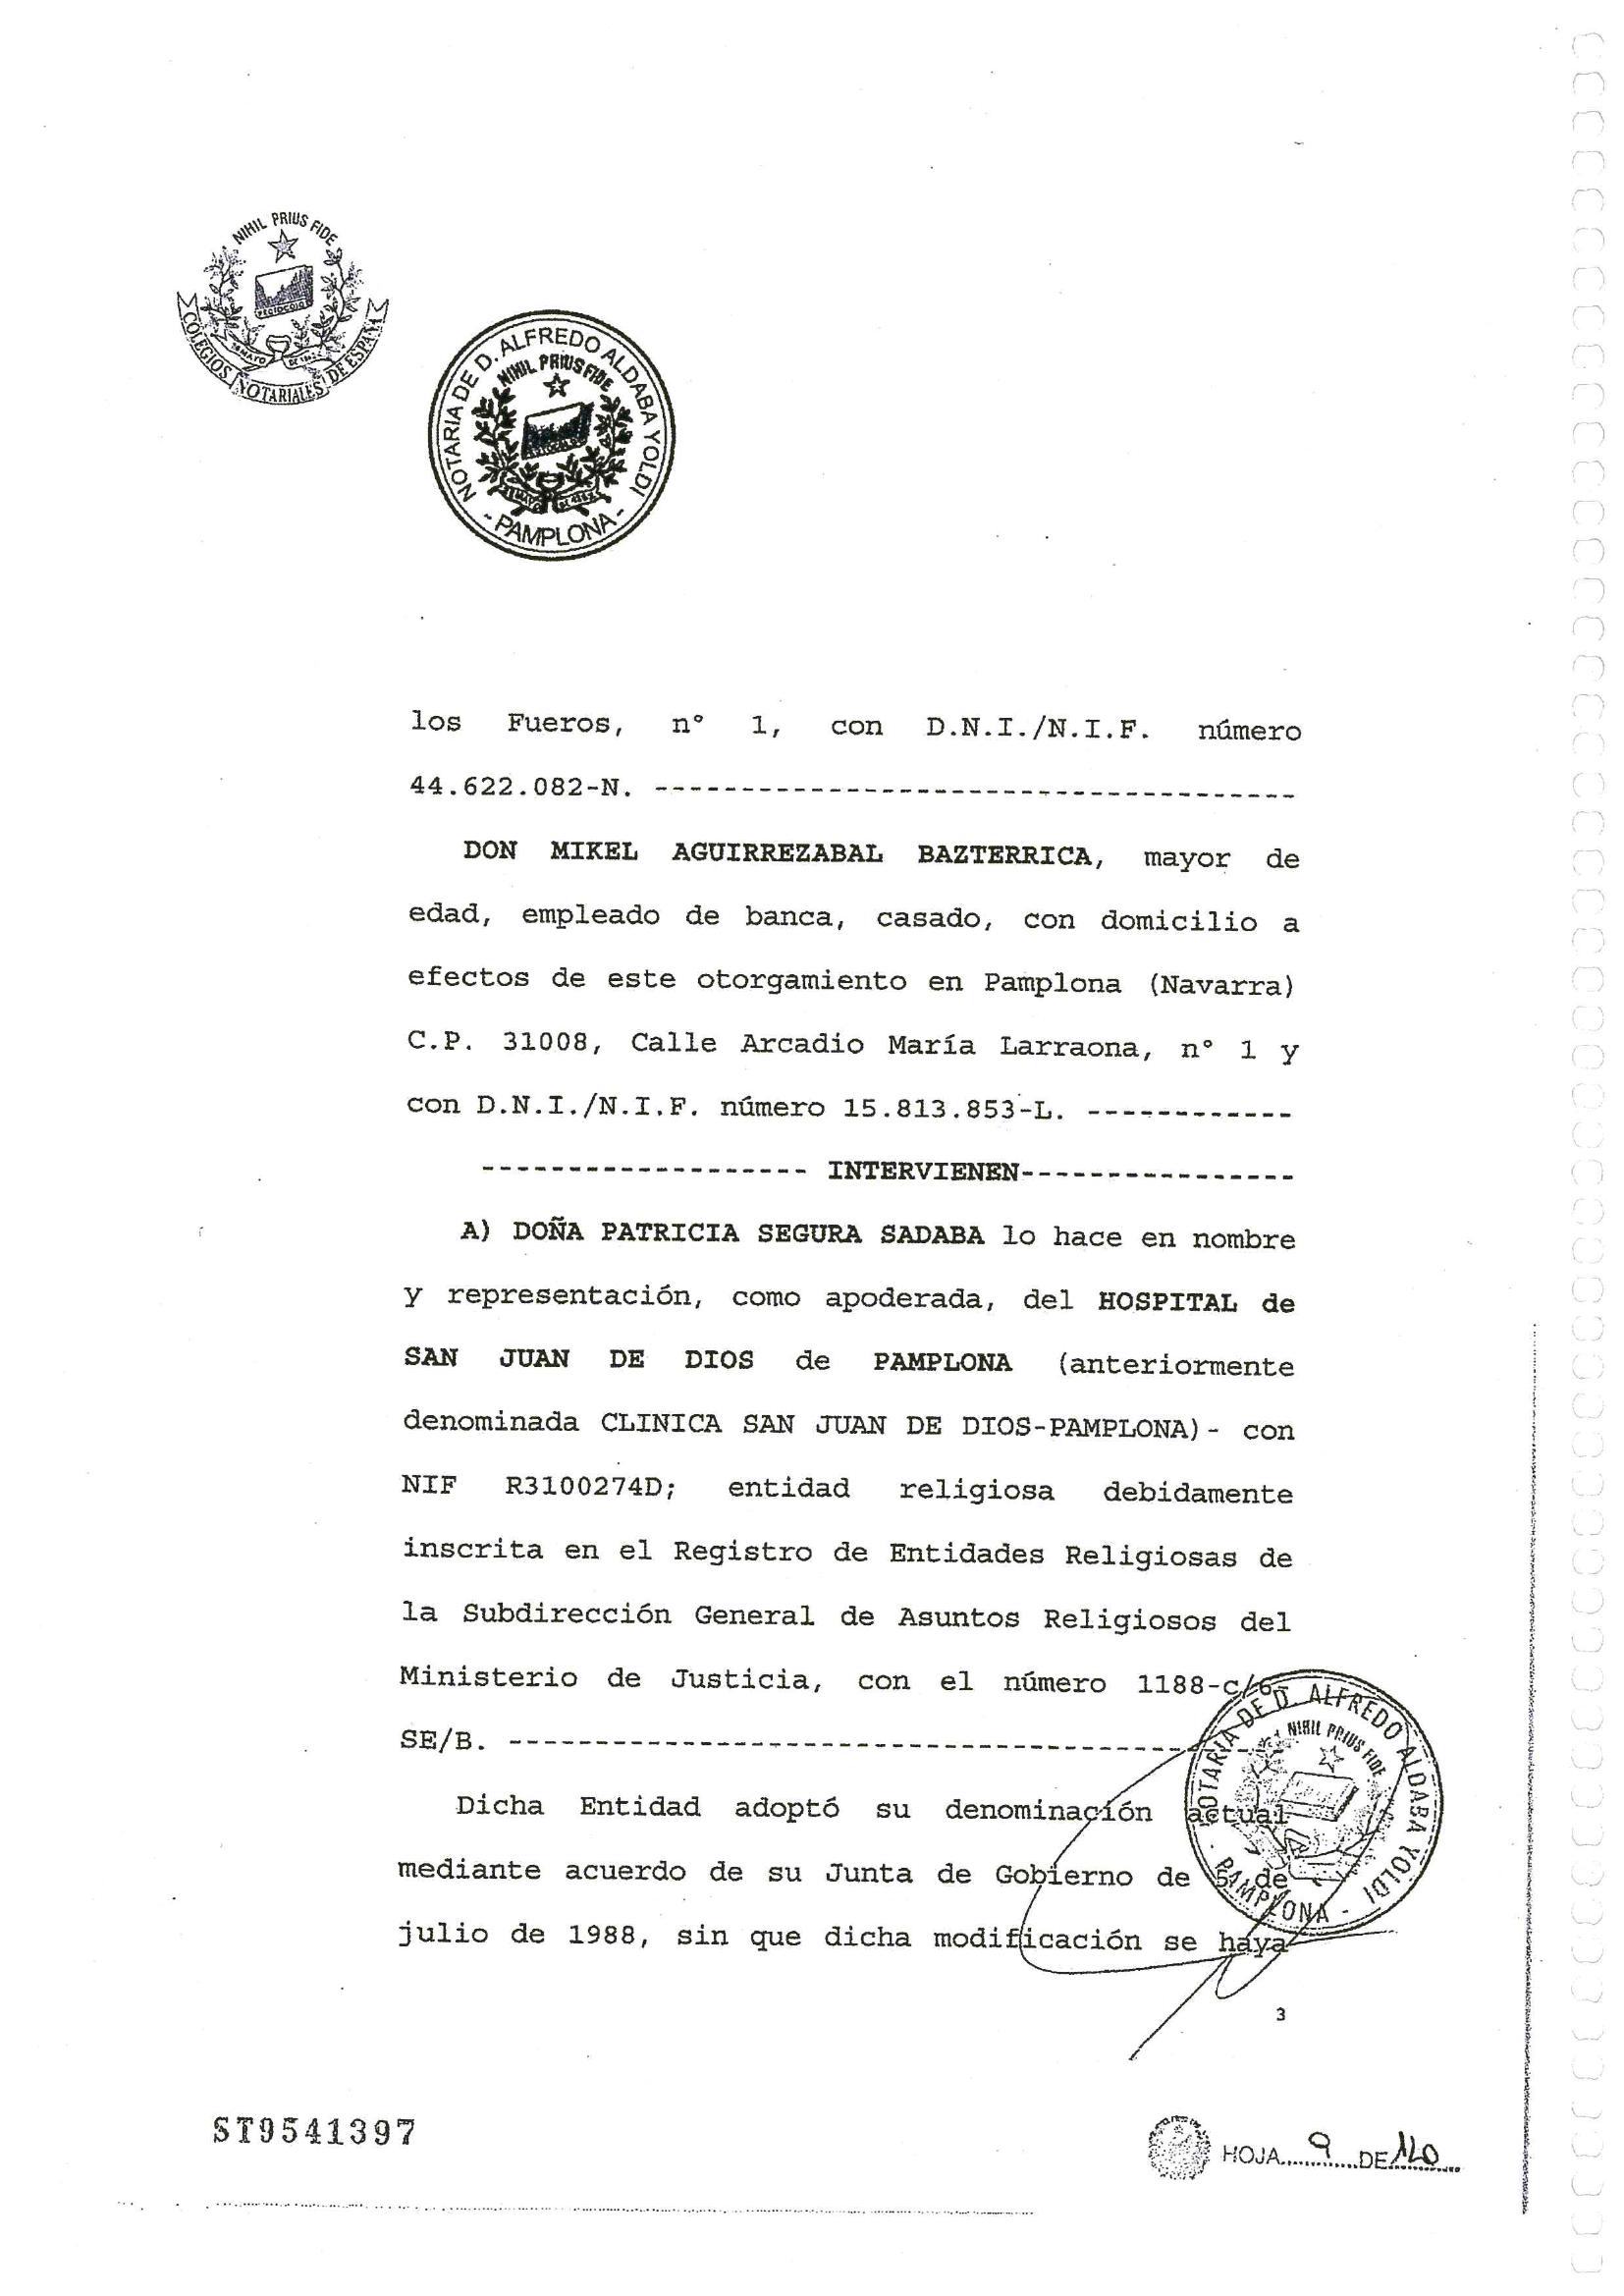 NIHIL PRIUS FIDE
COLEGIOS NOTARIALES DE ESPAÑA
NOTARIA DE D. ALFREDO ALDABA YOLDI
NIHIL PRIUS FIDE
- PAMPLONA -
los Fueros, nº 1, con D.N.I./N.I.F. número
44.622.082-N. -------------------------------------
DON MIKEL AGUIRREZABAL BAZTERRICA, mayor de
edad, empleado de banca, casado, con domicilio a
efectos de este otorgamiento en Pamplona (Navarra)
C.P. 31008, Calle Arcadio María Larraona, nº 1 y
con D.N.I./N.I.F. número 15.813.853-L. ------------
------------------- INTERVIENEN----------------
A) DOÑA PATRICIA SEGURA SADABA lo hace en nombre
y representación, como apoderada, del HOSPITAL de
SAN JUAN DE DIOS de PAMPLONA (anteriormente
denominada CLINICA SAN JUAN DE DIOS-PAMPLONA)- con
NIF R3100274D; entidad religiosa debidamente
inscrita en el Registro de Entidades Religiosas de
la Subdirección General de Asuntos Religiosos del
Ministerio de Justicia, con el número 1188-c/6-
SE/B. ---------------------------------------------
Dicha Entidad adoptó su denominación actual
mediante acuerdo de su Junta de Gobierno de de
julio de 1988, sin que dicha modificación se haya
NOTARIA DE D. ALFREDO ALDABA YOLDI
NIHIL PRIUS FIDE
- PAMPLONA -
3
ST9541397
HOJA 9 DE 120